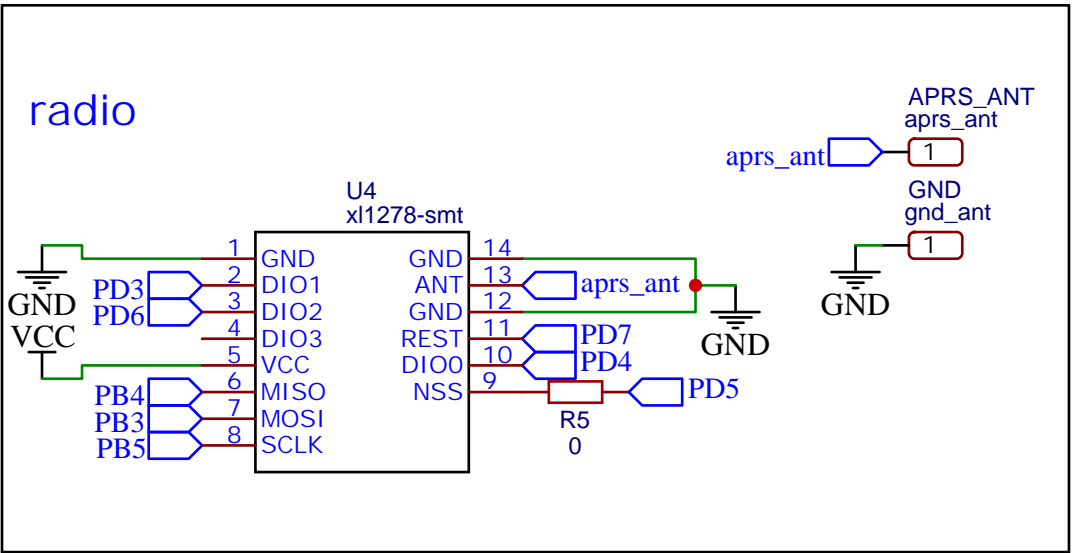 radio
APRS_ANT
aprs_ant
aprs_ant
1
GND
gnd_ant
1
GND
U4
xl1278-smt
1 GND
2 DIO1
3 DIO2
4 DIO3
5 VCC
6 MISO
7 MOSI
8 SCLK
GND 14
ANT 13
GND 12
REST 11
DIO0 10
NSS 9
GND
PD3
PD6
VCC
PB4
PB3
PB5
aprs_ant
GND
PD7
PD4
PD5
R5
0